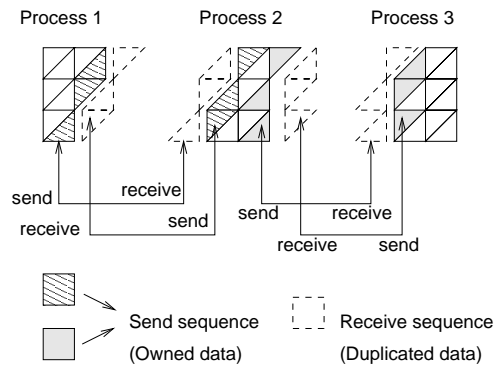 Process 1
Process 2
Process 3
send
receive
receive
send
send
receive
receive
send
Send sequence
(Owned data)
Receive sequence
(Duplicated data)